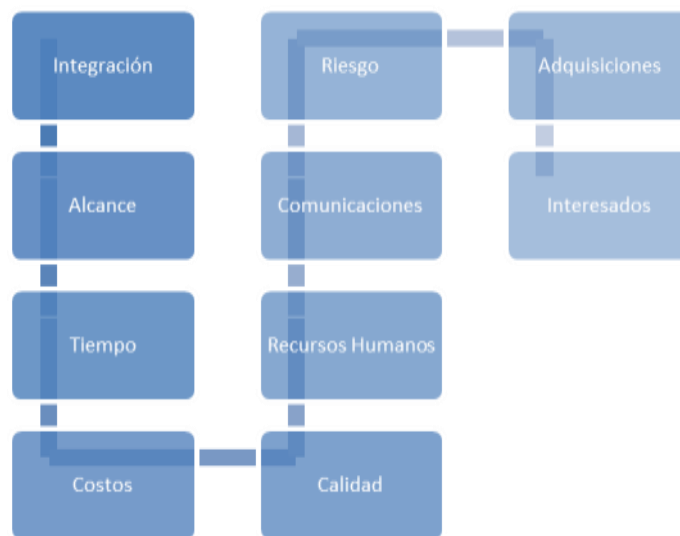 Integración
Alcance
Tiempo
Costos
Calidad
Recursos Humanos
Comunicaciones
Riesgo
Adquisiciones
Interesados